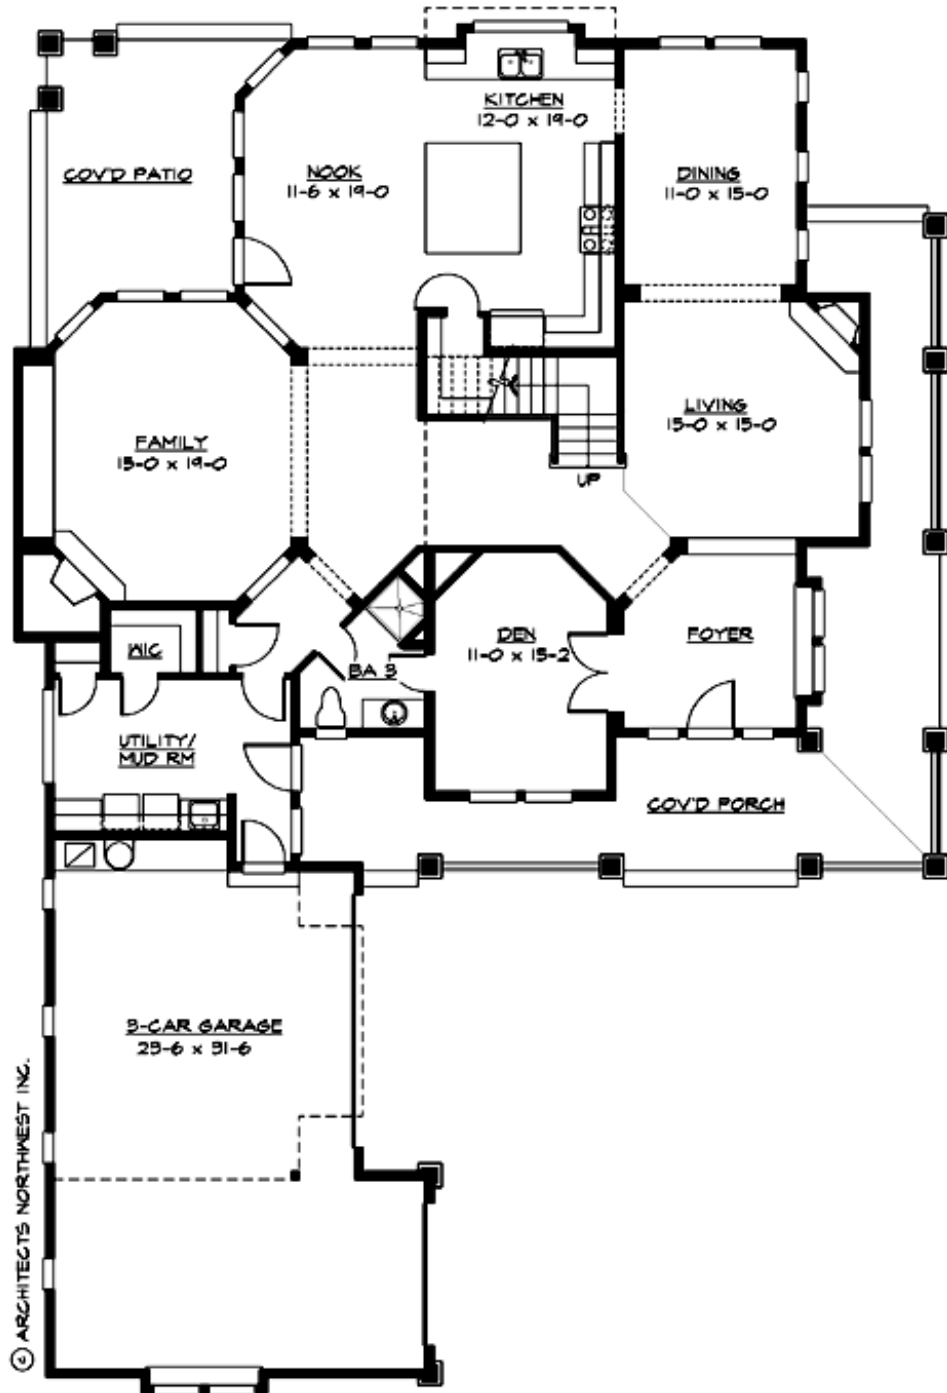 KITCHEN
12-0 x 19-0
COV'D PATIO
NOOK
11-6 x 19-0
DINING
11-0 x 15-0
FAMILY
15-0 x 19-0
LIVING
15-0 x 15-0
UP
WIC
BA 3
DEN
11-0 x 15-2
FOYER
UTILITY/
MUD RM
COV'D PORCH
3-CAR GARAGE
23-6 x 31-6
© ARCHITECTS NORTHWEST INC.